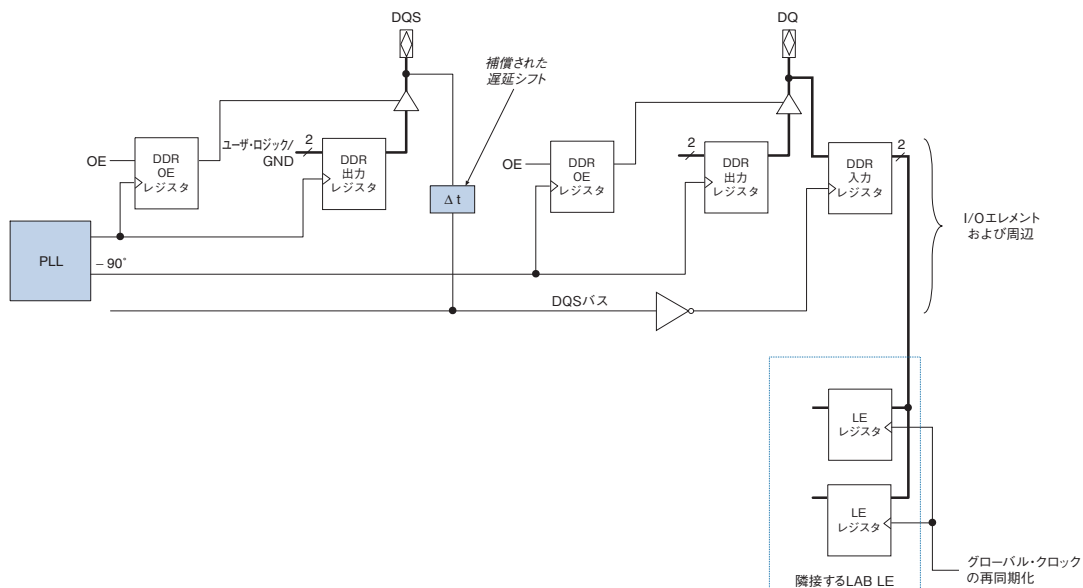 DQS
DQ
補償された
遅延シフト
ユーザ・ロジック/
GND
2
OE
DDR
OE
レジスタ
DDR
出力
レジスタ
Δ t
OE
DDR
OE
レジスタ
2
DDR
出力
レジスタ
DDR
入力
レジスタ
2
I/Oエレメント
および周辺
PLL
– 90°
DQSバス
LE
レジスタ
LE
レジスタ
隣接するLAB LE
グローバル・クロック
の再同期化